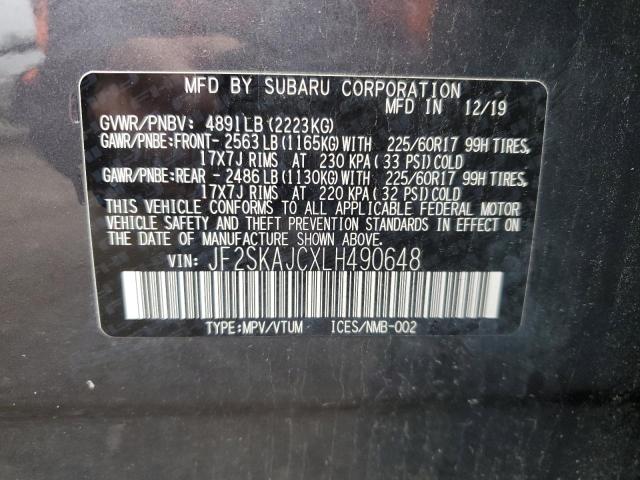 MFD BY SUBARU CORPORATION
MFD IN 12/19
GVWR/PNBV: 4891LB(2223KG)
GAWR/PNBE:FRONT- 2563LB(1165KG)WITH 225/60R17 99H TIRES,
17X7J RIMS AT 230 KPA(33 PSI)COLD
GAWR/PNBE:REAR - 2486LB(1130KG)WITH 225/60R17 99H TIRES,
17X7J RIMS AT 220 KPA(32 PSI)COLD
THIS VEHICLE CONFORMS TO ALL APPLICABLE FEDERAL MOTOR
VEHICLE SAFETY AND THEFT PREVENTION STANDARDS IN EFFECT ON
THE DATE OF MANUFACTURE SHOWN ABOVE.
VIN: JF2SKAJCXLH490648
TYPE:MPV/VTUM ICES/NMB-002